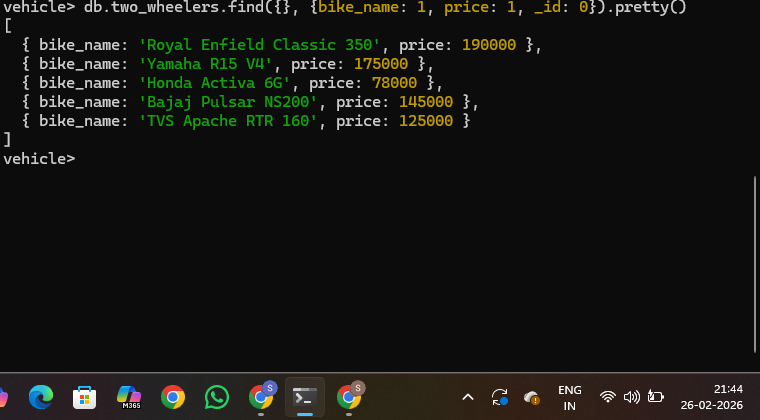 vehicle> db.two_wheelers.find({}, {bike_name: 1, price: 1, _id: 0}).pretty()
[
  { bike_name: 'Royal Enfield Classic 350', price: 190000 },
  { bike_name: 'Yamaha R15 V4', price: 175000 },
  { bike_name: 'Honda Activa 6G', price: 78000 },
  { bike_name: 'Bajaj Pulsar NS200', price: 145000 },
  { bike_name: 'TVS Apache RTR 160', price: 125000 }
]
vehicle>
M365
S
S
ENG
IN
21:44
26-02-2026